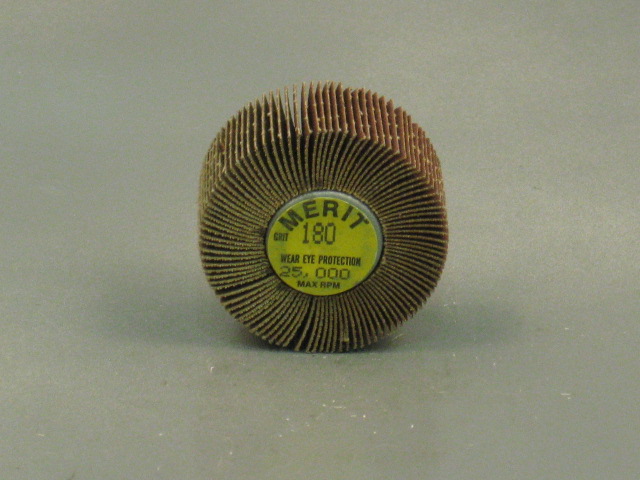 MERIT
GRIT 180
WEAR EYE PROTECTION
25,000
MAX RPM